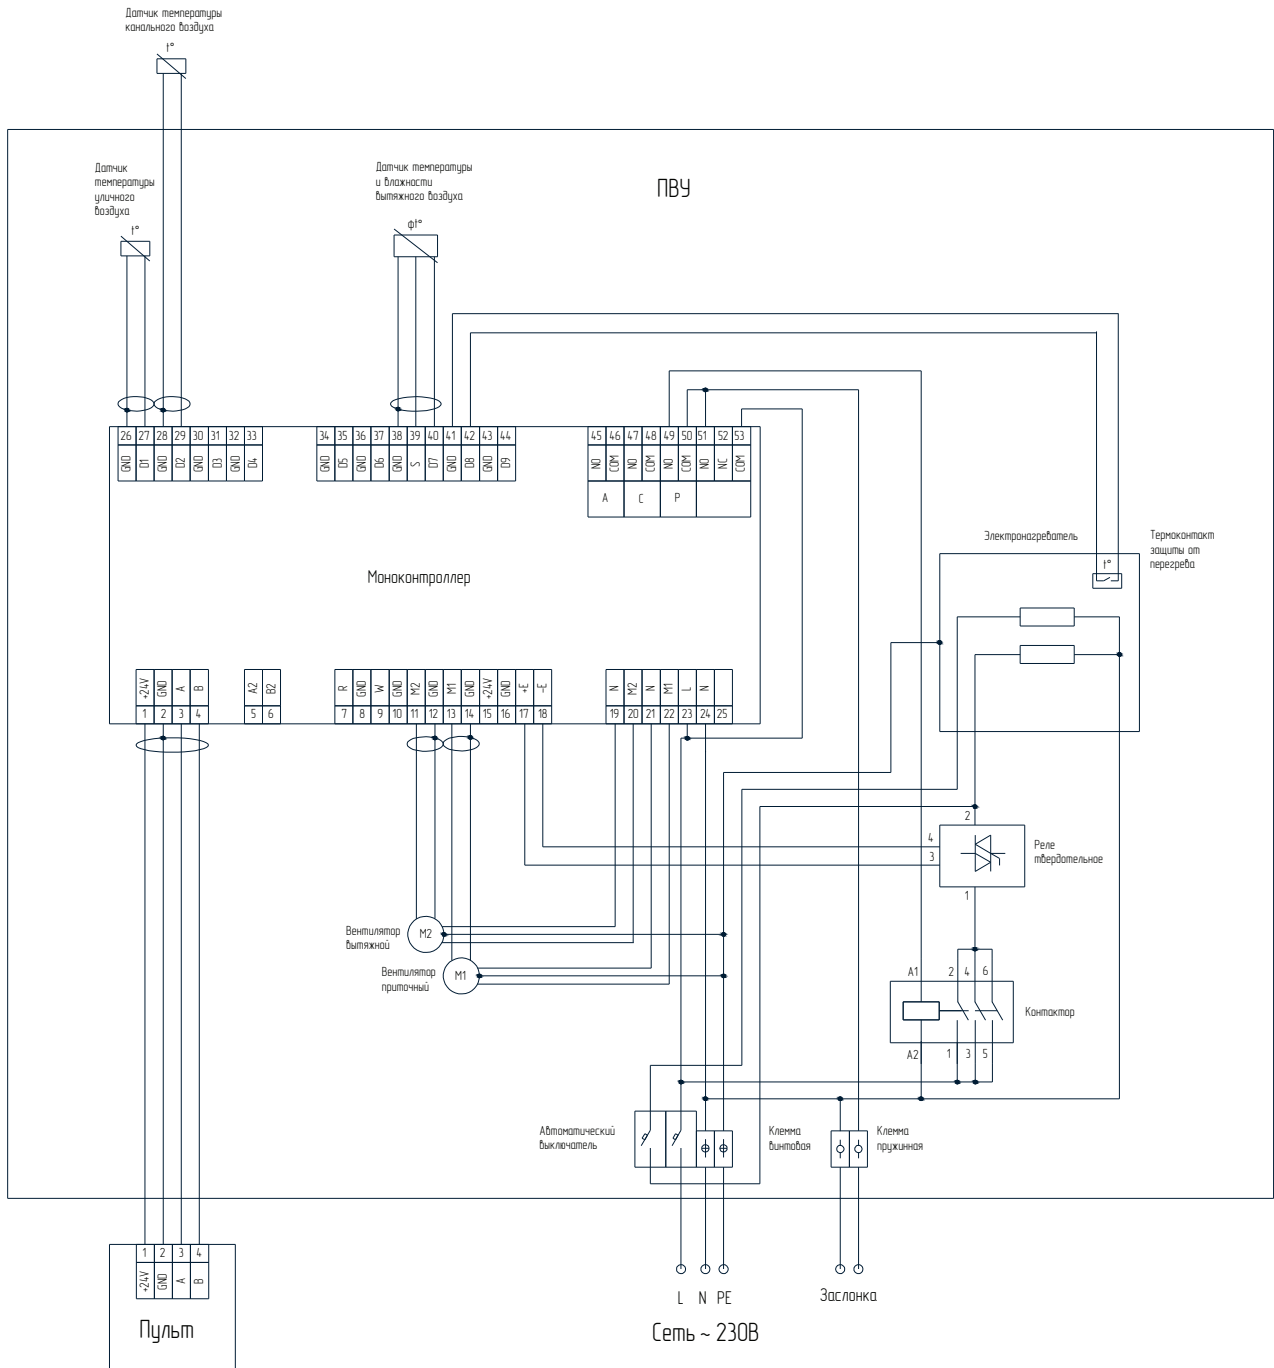 Датчик температуры
канального воздуха
t°
Датчик
температуры
уличного
воздуха
t°
Датчик температуры
и влажности
вытяжного воздуха
φt°
ПВУ
26 27 28 29 30 31 32 33
GND D1 GND D2 GND D3 GND D4
34 35 36 37 38 39 40 41 42 43 44
GND D5 GND D6 GND S D7 GND D8 GND D9
45 46 47 48 49 50 51 52 53
NO COM NO COM NO COM NO NC COM
A C P
Моноконтроллер
Электронагреватель
t°
Термоконтакт
защиты от
перегрева
+24V GND A B
1 2 3 4
A2 B2
5 6
R GND W GND M2 GND M1 GND +24V GND +E -E
7 8 9 10 11 12 13 14 15 16 17 18
N M2 N M1 L N
19 20 21 22 23 24 25
2
4
3
1
Реле
твердотельное
Вентилятор
вытяжной
M2
Вентилятор
приточный
M1
A1 2 4 6
Контактор
A2 1 3 5
Автоматический
выключатель
Клемма
винтовая
Клемма
пружинная
1 2 3 4
+24V GND A B
Пульт
L N PE
Сеть ~ 230В
Заслонка